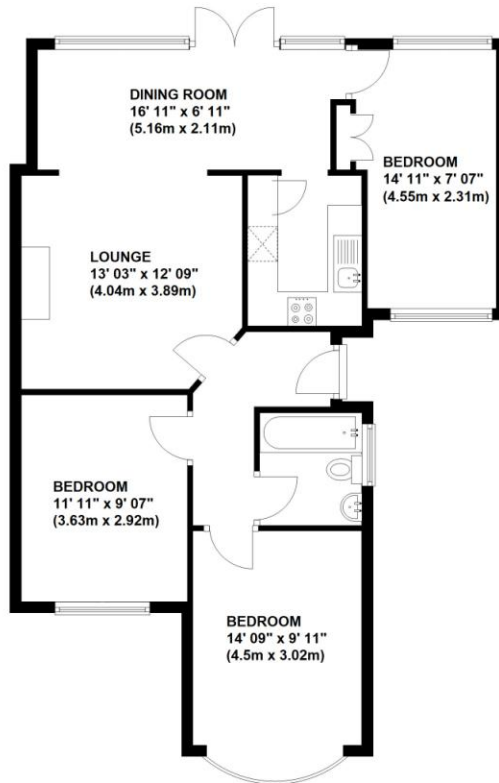 DINING ROOM
16' 11" x 6' 11"
(5.16m x 2.11m)
BEDROOM
14' 11" x 7' 07"
(4.55m x 2.31m)
LOUNGE
13' 03" x 12' 09"
(4.04m x 3.89m)
BEDROOM
11' 11" x 9' 07"
(3.63m x 2.92m)
BEDROOM
14' 09" x 9' 11"
(4.5m x 3.02m)